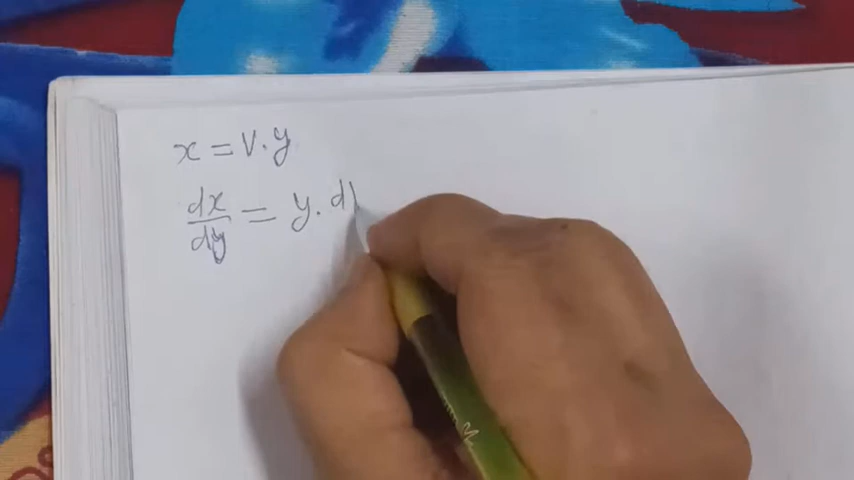 x = v.y
dx/dy = y. d